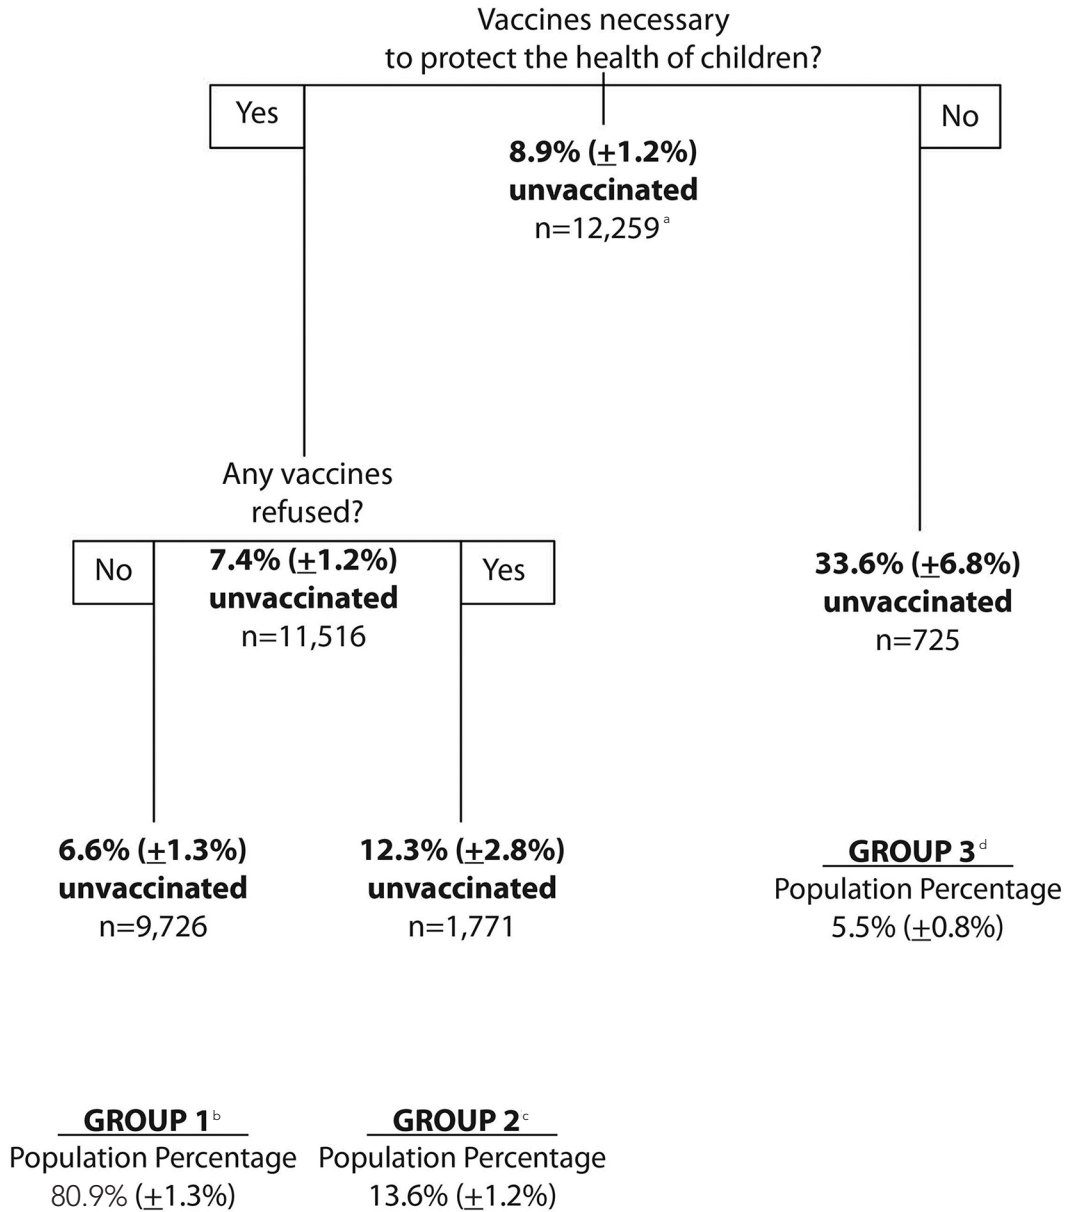 Vaccines necessary
to protect the health of children?
Yes
No
8.9% (±1.2%)
unvaccinated
n=12,259ᵃ
Any vaccines
refused?
No
7.4% (±1.2%)
unvaccinated
n=11,516
Yes
33.6% (±6.8%)
unvaccinated
n=725
6.6% (±1.3%)
unvaccinated
n=9,726
12.3% (±2.8%)
unvaccinated
n=1,771
GROUP 3ᵈ
Population Percentage
5.5% (±0.8%)
GROUP 1ᵇ
Population Percentage
80.9% (±1.3%)
GROUP 2ᶜ
Population Percentage
13.6% (±1.2%)